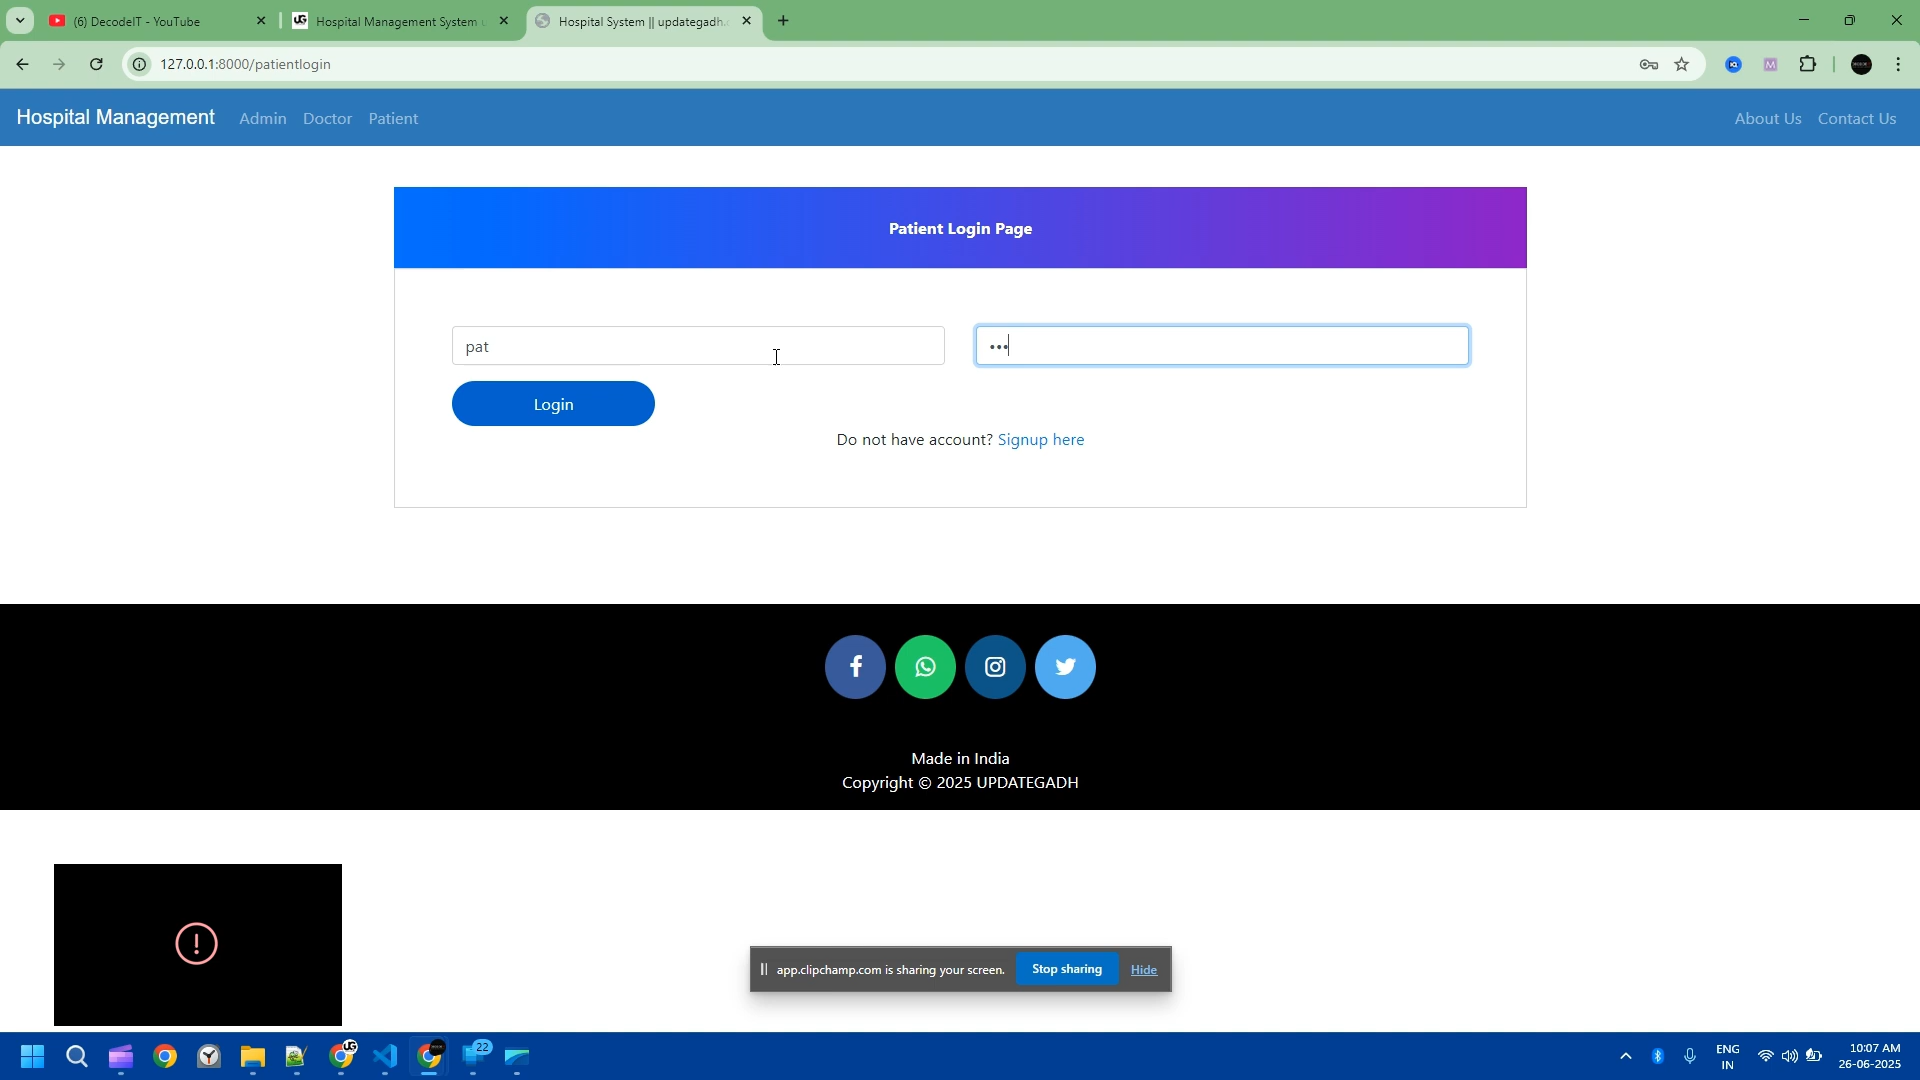 (6) DecodeIT - YouTube
Hospital Management System u
Hospital System || updategadh.
127.0.0.1:8000/patientlogin
Hospital Management Admin Doctor Patient About Us Contact Us
Patient Login Page
pat
•••
Login
Do not have account? Signup here
Made in India
Copyright © 2025 UPDATEGADH
app.clipchamp.com is sharing your screen. Stop sharing Hide
UG
22
ENG
IN
10:07 AM
26-06-2025